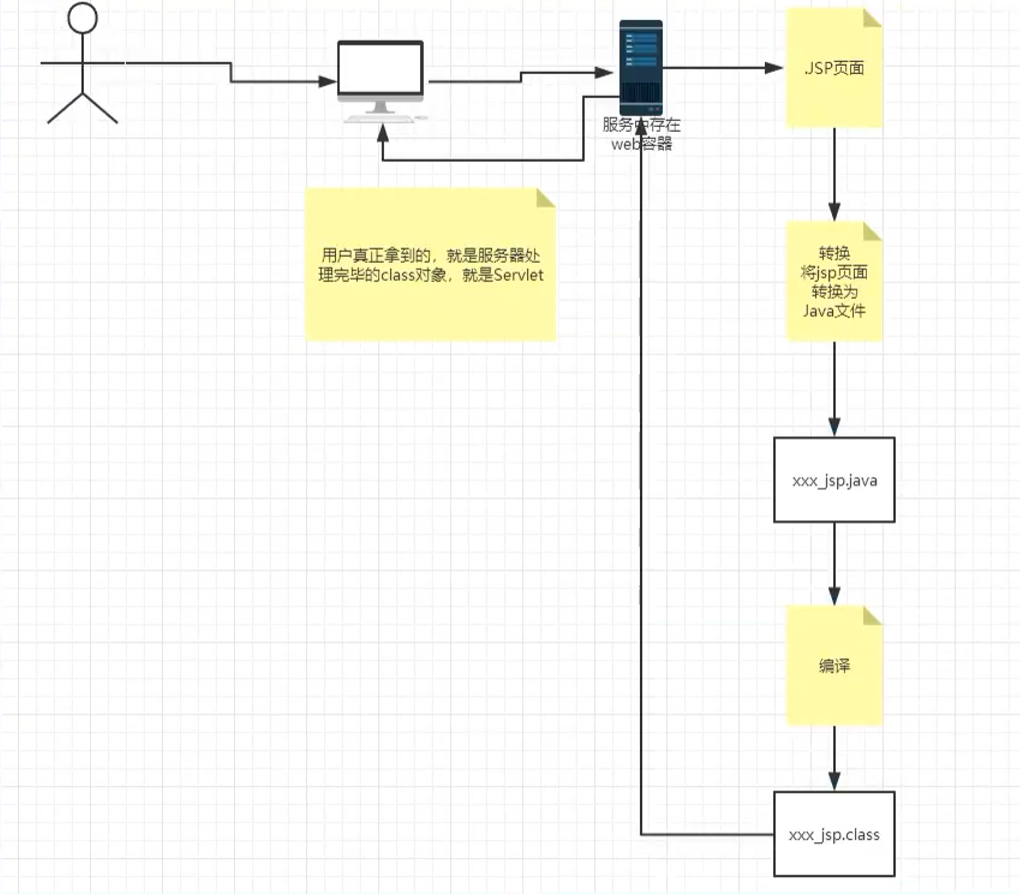 .JSP页面
服务中存在
web容器
用户真正拿到的，就是服务器处
理完毕的class对象，就是Servlet
转换
将jsp页面
转换为
Java文件
xxx_jsp.java
编译
xxx_jsp.class